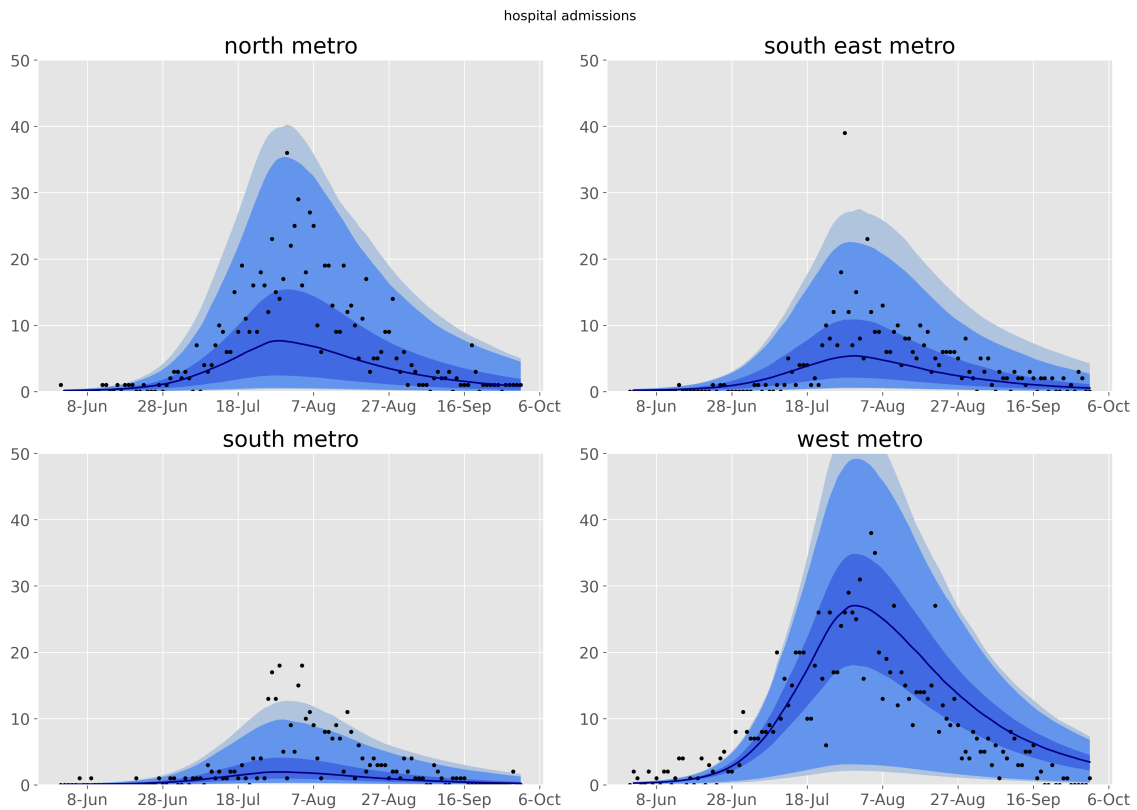 hospital admissions
north metro
50
40
30
20
10
0
8-Jun 28-Jun 18-Jul 7-Aug 27-Aug 16-Sep 6-Oct
south east metro
50
40
30
20
10
0
8-Jun 28-Jun 18-Jul 7-Aug 27-Aug 16-Sep 6-Oct
south metro
50
40
30
20
10
0
8-Jun 28-Jun 18-Jul 7-Aug 27-Aug 16-Sep 6-Oct
west metro
50
40
30
20
10
0
8-Jun 28-Jun 18-Jul 7-Aug 27-Aug 16-Sep 6-Oct